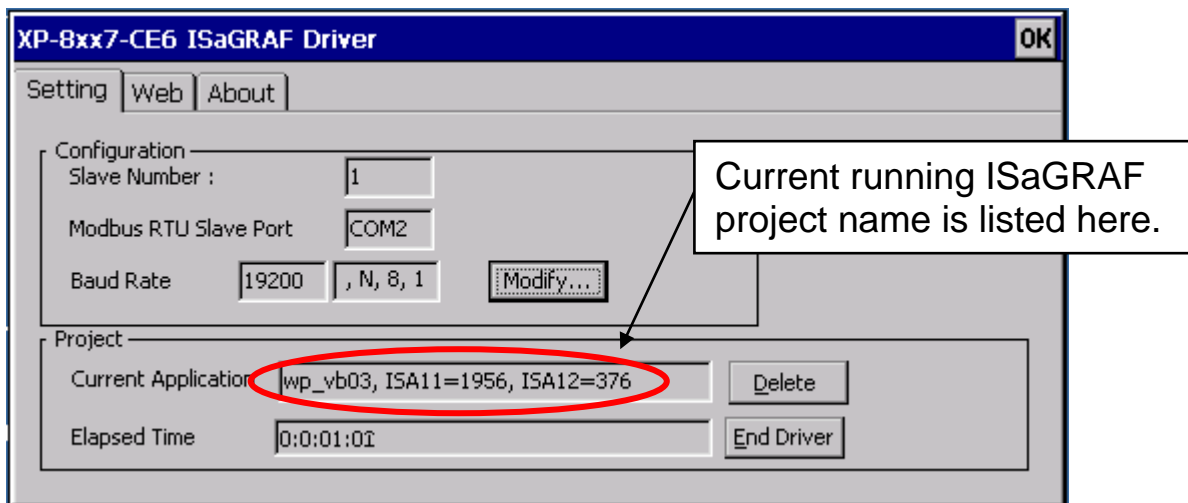 XP-8xx7-CE6 ISaGRAF Driver OK
Setting Web About
Configuration
Slave Number : 1
Modbus RTU Slave Port COM2
Baud Rate 19200 , N, 8, 1 Modify...
Current running ISaGRAF
project name is listed here.
Project
Current Application wp_vb03, ISA11=1956, ISA12=376 Delete
Elapsed Time 0:0:01:01 End Driver